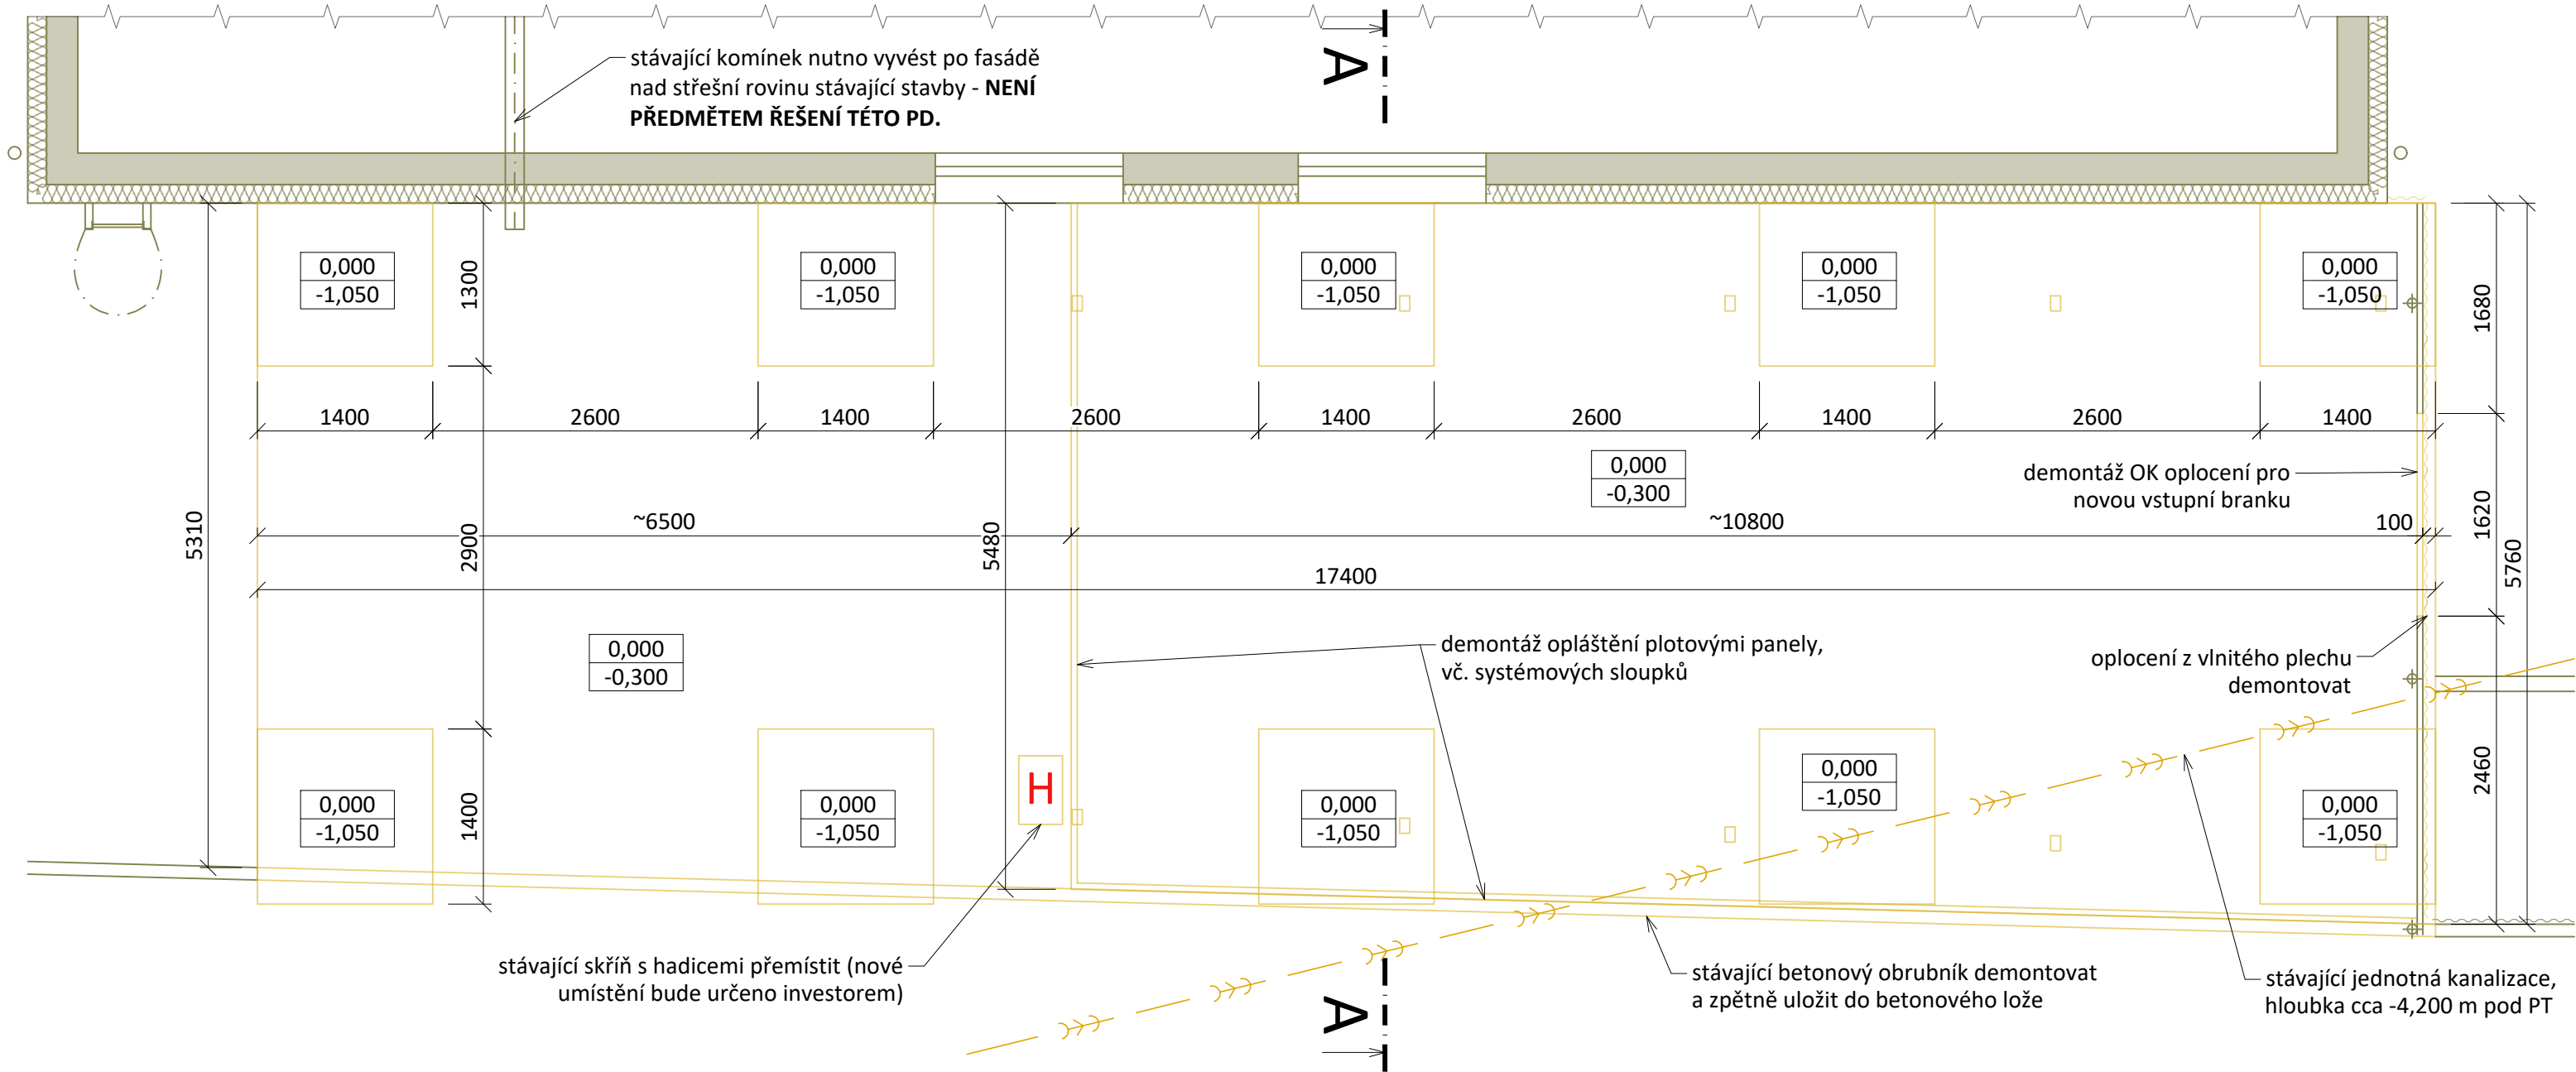 stávající komínek nutno vyvést po fasádě
nad střešní rovinu stávající stavby - NENÍ
PŘEDMĚTEM ŘEŠENÍ TÉTO PD.
A
0,000
-1,050
1300
0,000
-1,050
0,000
-1,050
0,000
-1,050
0,000
-1,050
1680
1400
2600
1400
2600
1400
2600
1400
2600
1400
0,000
-0,300
demontáž OK oplocení pro
novou vstupní branku
5310
2900
~6500
5480
~10800
100
1620
5760
17400
0,000
-0,300
demontáž opláštění plotovými panely,
vč. systémových sloupků
oplocení z vlnitého plechu
demontovat
0,000
-1,050
1400
0,000
-1,050
H
0,000
-1,050
0,000
-1,050
0,000
-1,050
2460
stávající skříň s hadicemi přemístit (nové
umístění bude určeno investorem)
A
stávající betonový obrubník demontovat
a zpětně uložit do betonového lože
stávající jednotná kanalizace,
hloubka cca -4,200 m pod PT